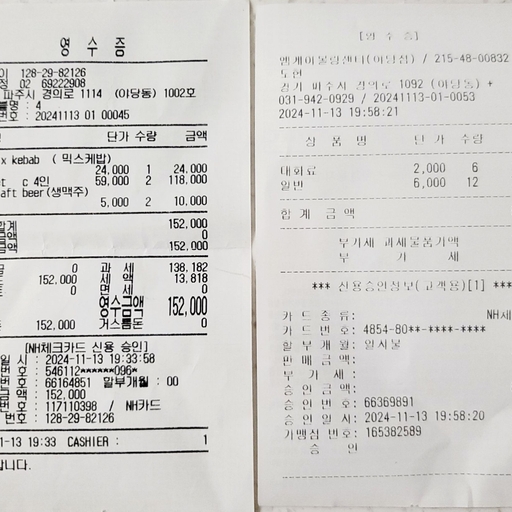 영 수 증
이 128-29-82126
정 02 69222908
파주시 경의로 1114 (야당동) 1002호
블명 : 4
번호 : 20241113 01 00045
단가 수량 금액
x kebab ( 믹스케밥)
24,000 1 24,000
c 4인 59,000 2 118,000
aft beer(생맥주)
5,000 2 10,000
합계 152,000
금액 0
금액 152,000
0 과 세 138,182
152,000 세 액 13,818
0 면 세 0
영수금액 152,000
152,000 거스름돈 0
[NH체크카드 신용 승인]
일 시 : 2024-11-13 19:33:58
번호 : 546112******096*
번호 : 66164851 할부개월 : 00
금액 : 152,000
번호 : 117110398 / NH카드
번호 : 128-29-82126
1-13 19:33 CASHIER : 1
합니다.
[영 수 증]
엠케이볼링센터(야당점) / 215-48-00832
도현
경기 파주시 경의로 1092 (야당동) +
031-942-0929 / 20241113-01-0053
2024-11-13 19:58:21
상 품 명 단 가 수량
대화료 2,000 6
일반 6,000 12
합 계 금 액
부가세 과세물품가액
부 가 세
*** 신용승인정보(고객용)[1] ***
카 드 종 류: NH체
카 드 번 호: 4854-80**-****-****
할 부 개 월: 일시불
판 매 금 액:
부 가 세 :
승 인 금 액:
승 인 번 호: 66369891
승 인 일 시: 2024-11-13 19:58:20
가맹점 번호: 165382589
승 인